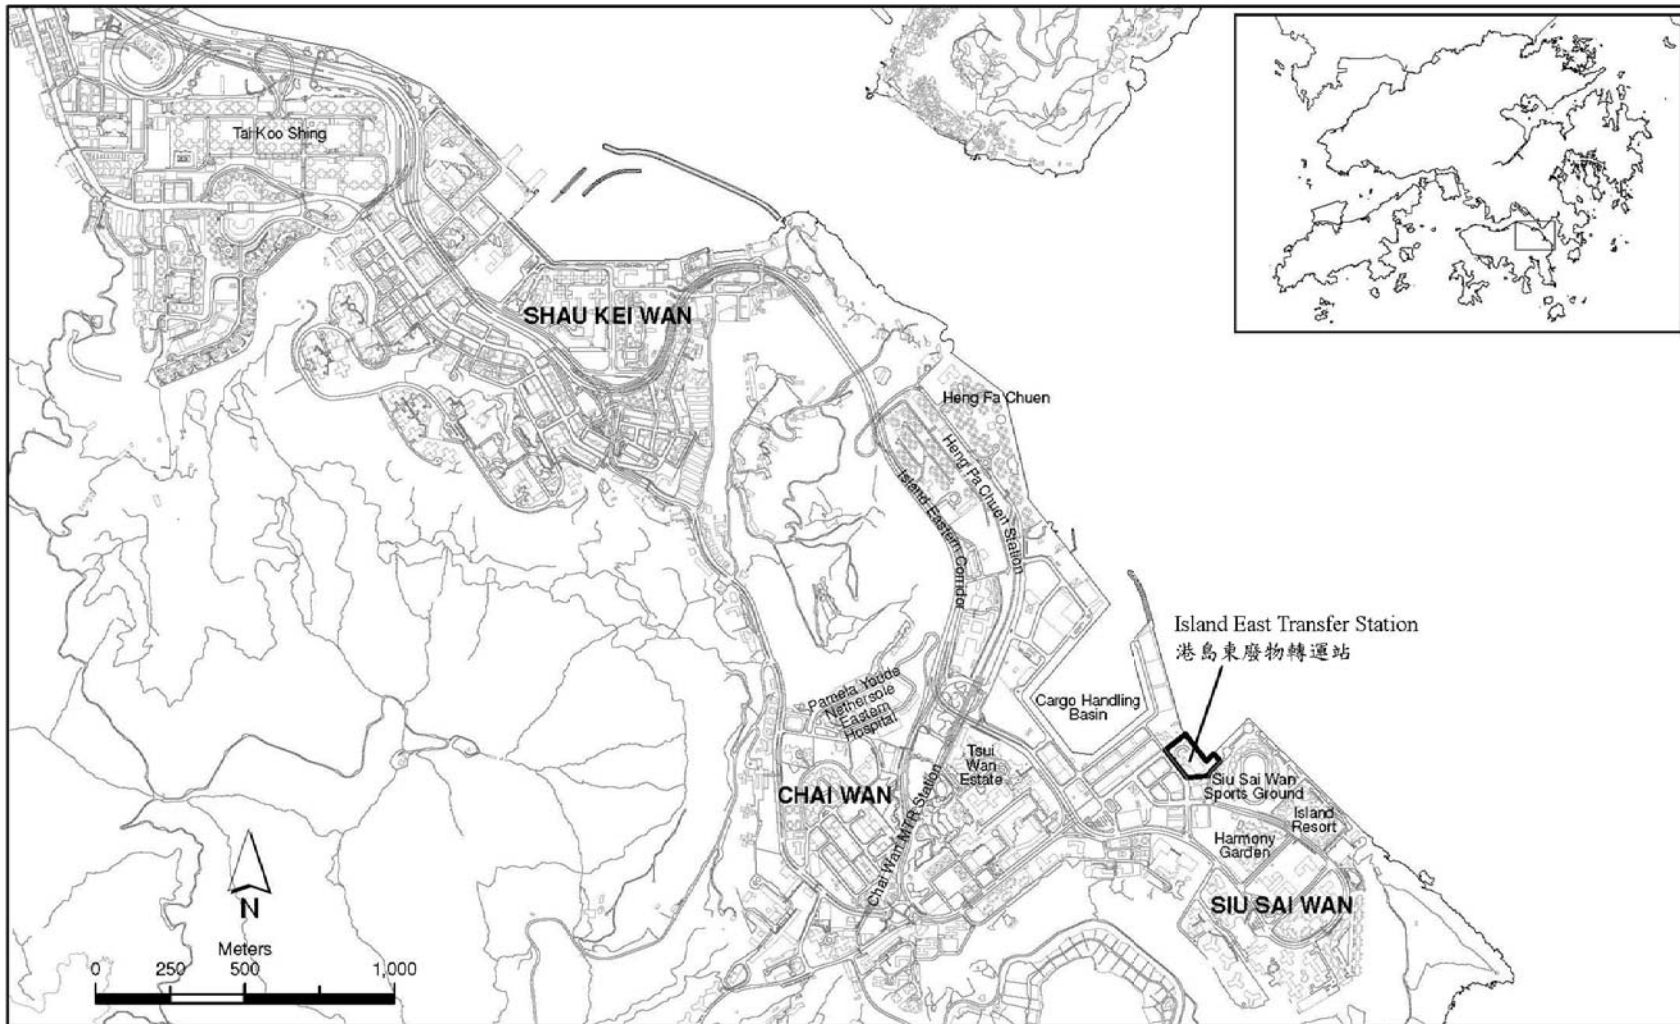 Tai Koo Shing
SHAU KEI WAN
Heng Fa Chuen
Heng Fa Chuen Station
Island Eastern Corridor
Island East Transfer Station
港島東廢物轉運站
Pamela Youde
Nethersole
Eastern
Hospital
Cargo Handling
Basin
Tsui
Wan
Estate
CHAI WAN
Chai Wan MTR Station
Siu Sai Wan
Sports Ground
Island
Resort
Harmony
Garden
SIU SAI WAN
N
Meters
0 250 500 1,000